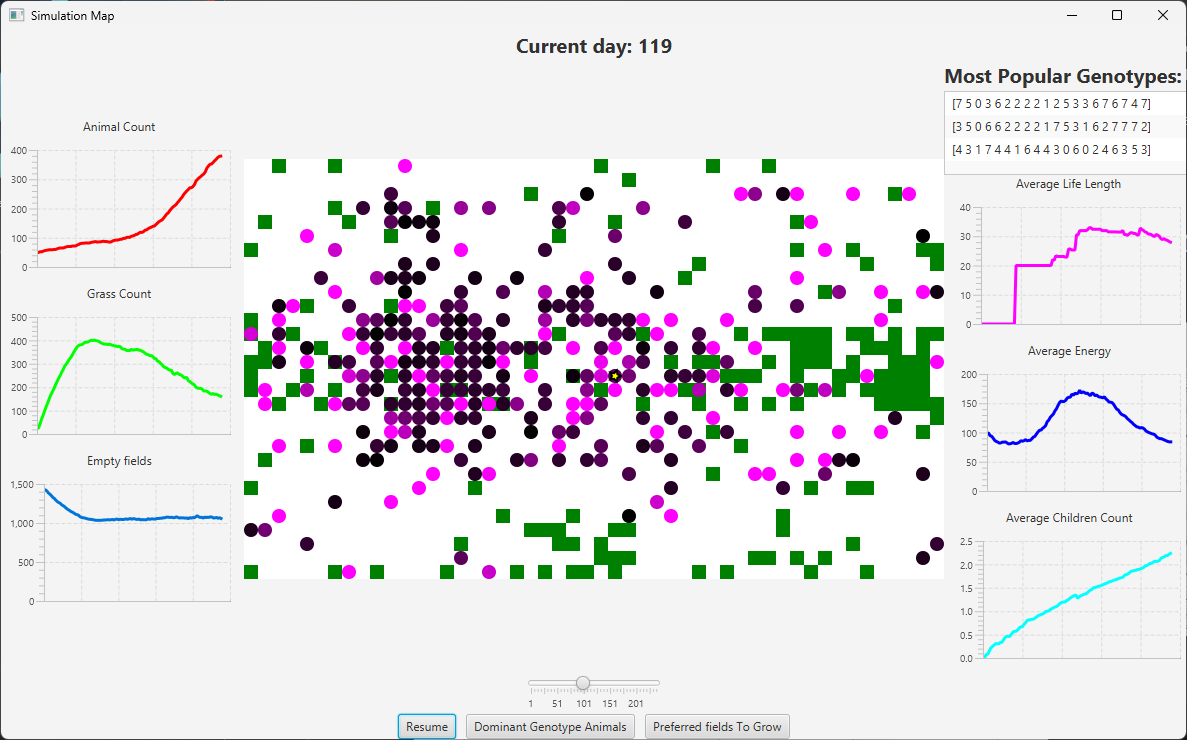 Simulation Map
Current day: 119
Most Popular Genotypes:
[7 5 0 3 6 2 2 2 2 1 2 5 3 3 6 7 6 7 4 7]
[3 5 0 6 6 2 2 2 2 1 7 5 3 1 6 2 7 7 7 2]
[4 3 1 7 4 4 1 6 4 4 3 0 6 0 2 4 6 3 5 3]
Animal Count
400
300
200
100
0
Grass Count
500
400
300
200
100
0
Empty fields
1,500
1,000
500
0
Average Life Length
40
30
20
10
0
Average Energy
200
150
100
50
0
Average Children Count
2.5
2.0
1.5
1.0
0.5
0.0
1 51 101 151 201
Resume
Dominant Genotype Animals
Preferred fields To Grow